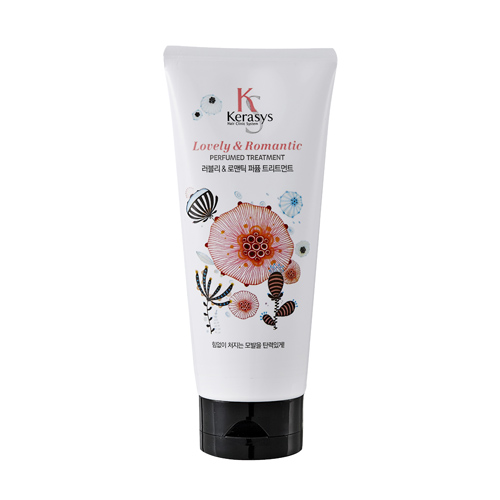 KS
Kerasys
Hair Clinic System
Lovely & Romantic
PERFUMED TREATMENT
러블리 & 로맨틱 퍼퓸 트리트먼트
힘없이 처지는 모발을 탄력있게!